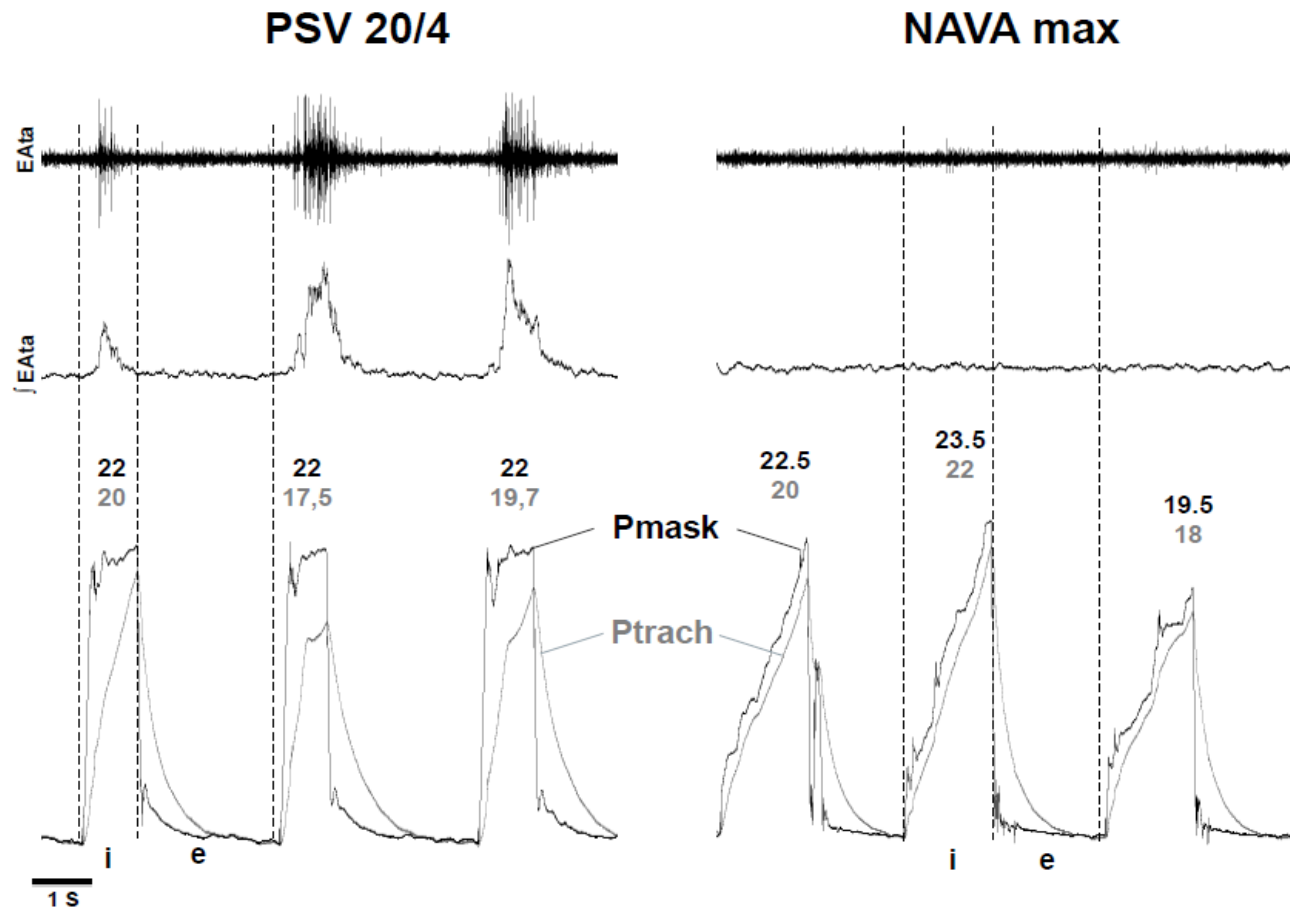 PSV 20/4
NAVA max
EAta
∫ EAta
22
20
22
17,5
22
19,7
22.5
20
23.5
22
19.5
18
Pmask
Ptrach
i
e
i
e
1 S